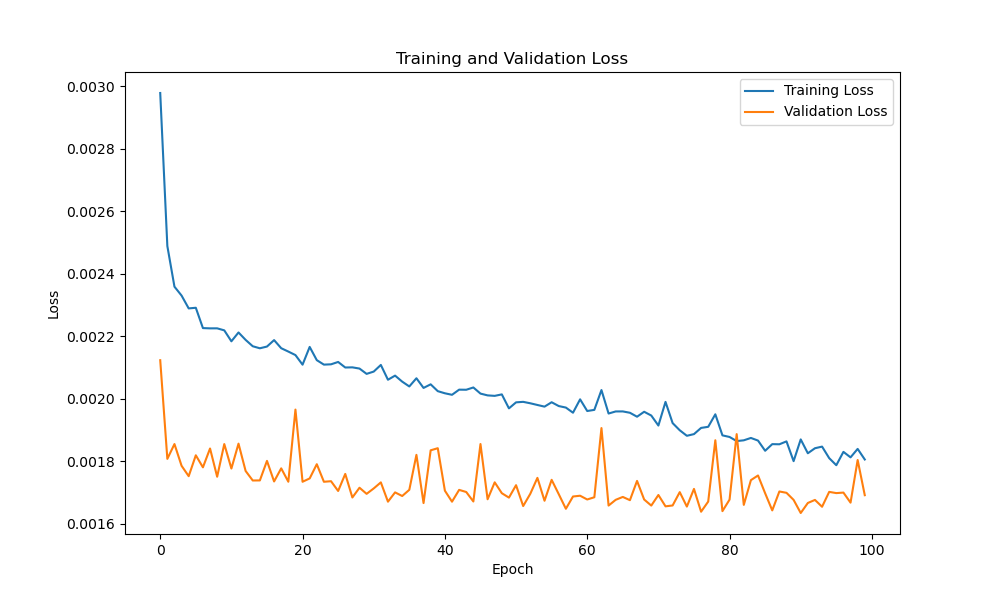 Training and Validation Loss
Training Loss
Validation Loss
0.0030
0.0028
0.0026
0.0024
0.0022
0.0020
0.0018
0.0016
Loss
0
20
40
60
80
100
Epoch